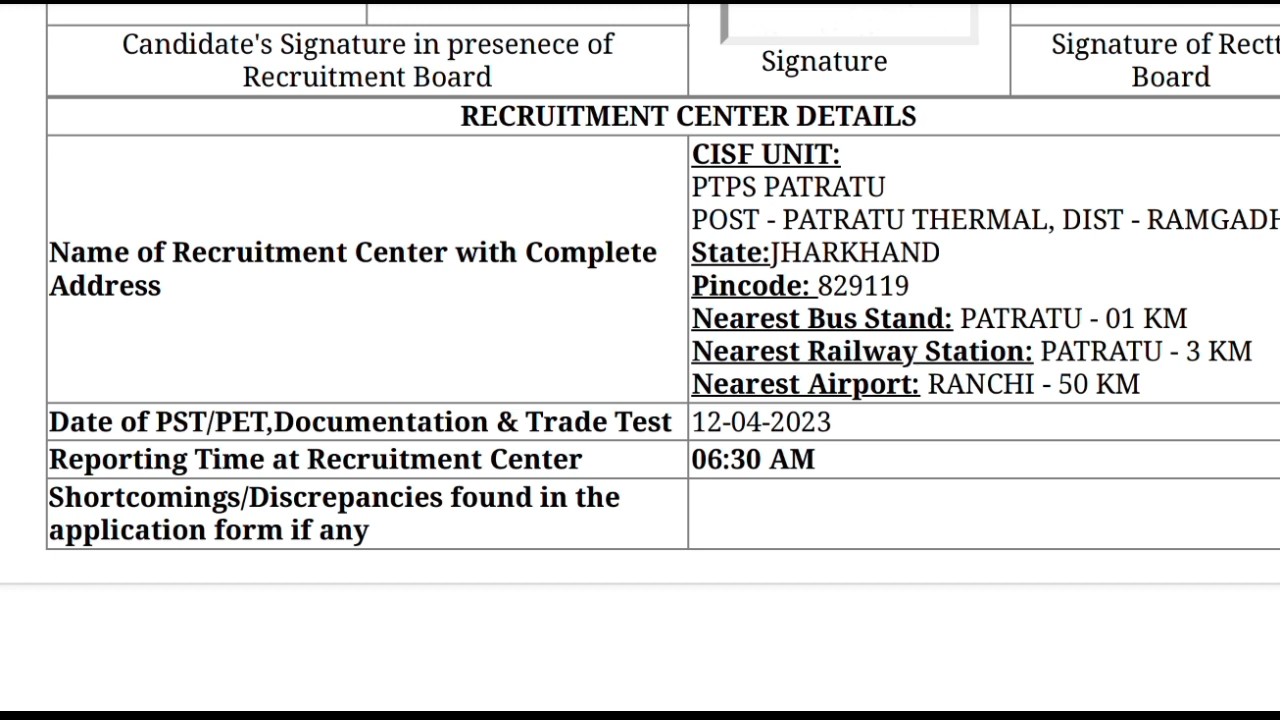 Candidate's Signature in presenece of
Recruitment Board
Signature
Signature of Rectt
Board
RECRUITMENT CENTER DETAILS
Name of Recruitment Center with Complete
Address
CISF UNIT:
PTPS PATRATU
POST - PATRATU THERMAL, DIST - RAMGADH
State:JHARKHAND
Pincode: 829119
Nearest Bus Stand: PATRATU - 01 KM
Nearest Railway Station: PATRATU - 3 KM
Nearest Airport: RANCHI - 50 KM
Date of PST/PET,Documentation & Trade Test 12-04-2023
Reporting Time at Recruitment Center 06:30 AM
Shortcomings/Discrepancies found in the
application form if any